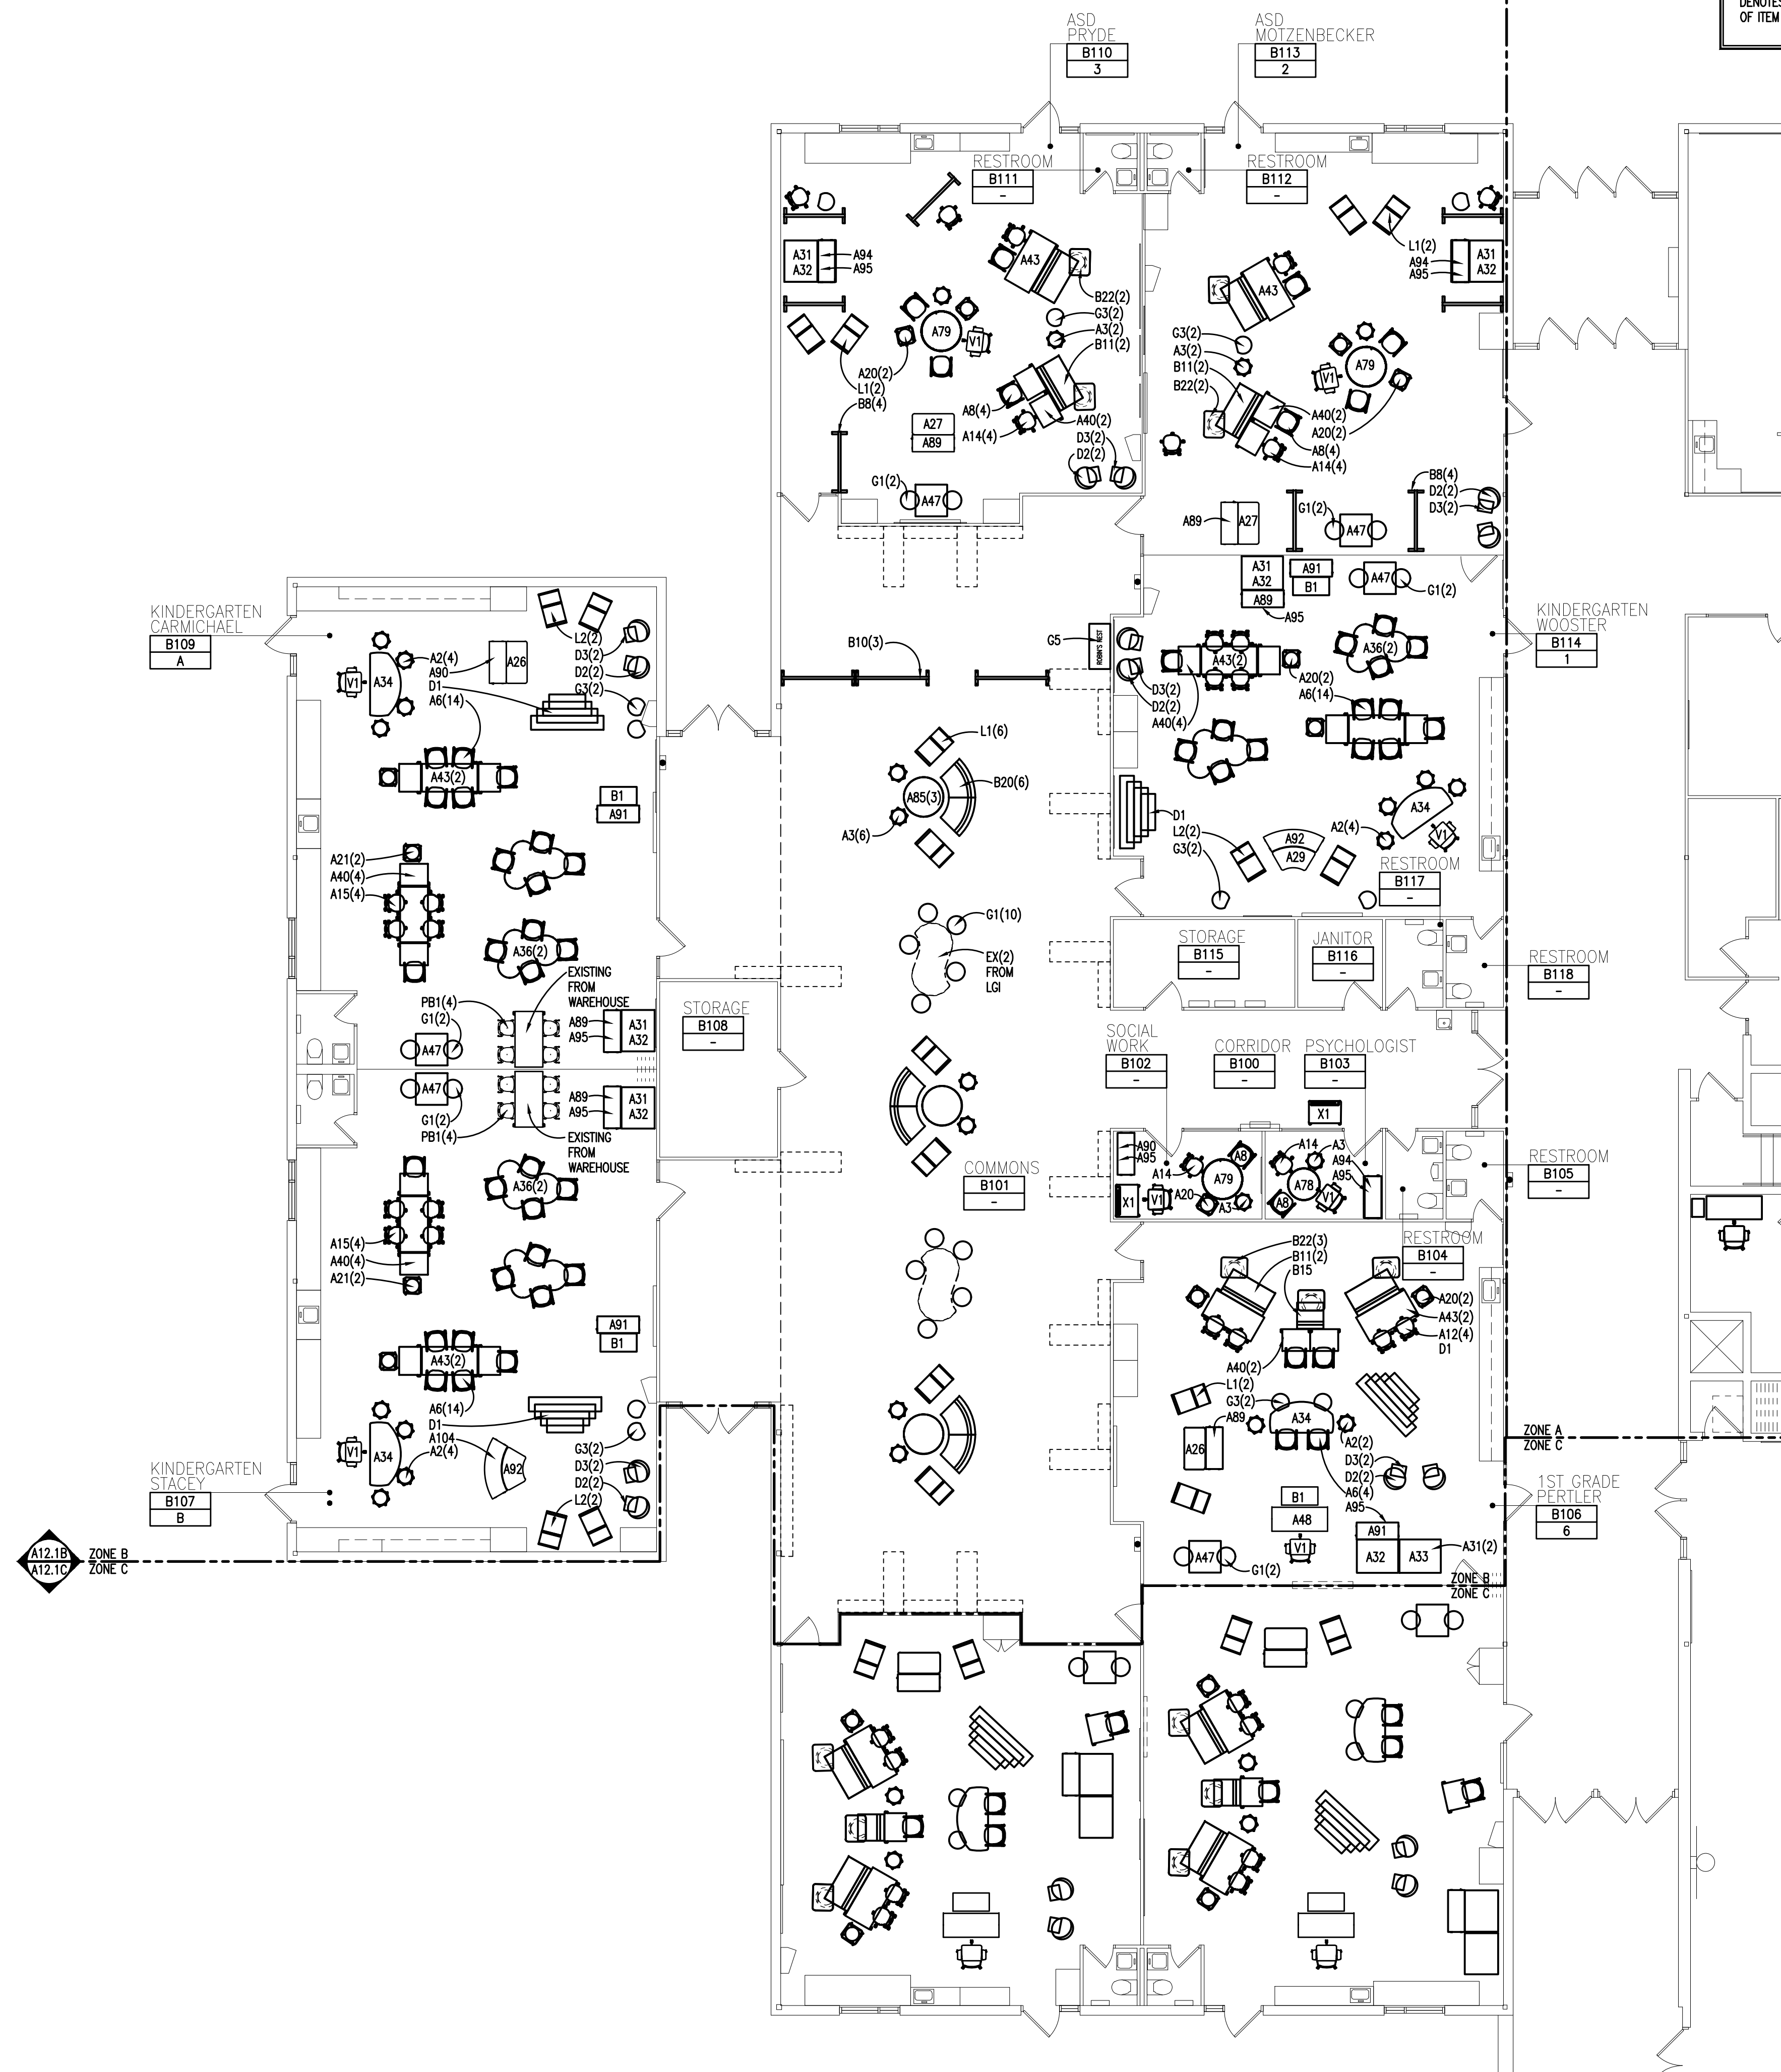 DENOTES
OF ITEM
ASD
PRYDE
B110
3
ASD
MOTZENBECKER
B113
2
RESTROOM
B111
-
RESTROOM
B112
-
A31
A32
A94
A95
A43
B22(2)
G3(2)
A3(2)
B11(2)
A79
V1
A20(2)
L1(2)
B8(4)
A8(4)
A14(4)
A40(2)
A27
A89
D3(2)
D2(2)
G1(2)
A47
L1(2)
A94
A95
A31
A32
A43
G3(2)
A3(2)
B11(2)
B22(2)
V1
A79
A40(2)
A20(2)
A8(4)
A14(4)
B8(4)
D2(2)
D3(2)
A89
A27
G1(2)
A47
KINDERGARTEN
CARMICHAEL
B109
A
L2(2)
D3(2)
D2(2)
G3(2)
A2(4)
A90
D1
A6(14)
A26
V1
A34
A43(2)
B1
A91
A21(2)
A40(4)
A15(4)
A36(2)
EXISTING
FROM
WAREHOUSE
PB1(4)
G1(2)
A47
A89
A95
A31
A32
STORAGE
B108
-
A47
G1(2)
PB1(4)
A89
A95
A31
A32
EXISTING
FROM
WAREHOUSE
A36(2)
A15(4)
A40(4)
A21(2)
A91
B1
A43(2)
A6(14)
D1
A104
A2(4)
V1
A34
A92
G3(2)
D3(2)
D2(2)
L2(2)
KINDERGARTEN
STACEY
B107
B
A12.1B
A12.1C
ZONE B
ZONE C
B10(3)
L1(6)
B20(6)
A85(3)
A3(6)
G1(10)
EX(2)
FROM
LGI
COMMONS
B101
-
A31
A32
A89
A95
A91
B1
A47
G1(2)
KINDERGARTEN
WOOSTER
B114
1
G5
ROBIN'S REST
A43(2)
A36(2)
A20(2)
A6(14)
D3(2)
D2(2)
A40(4)
D1
L2(2)
G3(2)
A92
A29
A2(4)
A34
V1
RESTROOM
B117
-
STORAGE
B115
-
JANITOR
B116
-
RESTROOM
B118
-
SOCIAL
WORK
B102
-
CORRIDOR
B100
-
PSYCHOLOGIST
B103
-
X1
A90
A95
A14
A8
A79
X1
V1
A20
A3
A14
A3
A94
A95
A78
A8
V1
RESTROOM
B105
-
RESTROOM
B104
-
B22(3)
B11(2)
B15
A20(2)
A43(2)
A12(4)
D1
A40(2)
L1(2)
G3(2)
A89
A34
A26
A2(2)
D3(2)
D2(2)
A6(4)
A95
B1
A48
V1
A91
A32
A33
A31(2)
A47
G1(2)
ZONE A
ZONE C
1ST GRADE
PERTLER
B106
6
ZONE B
ZONE C